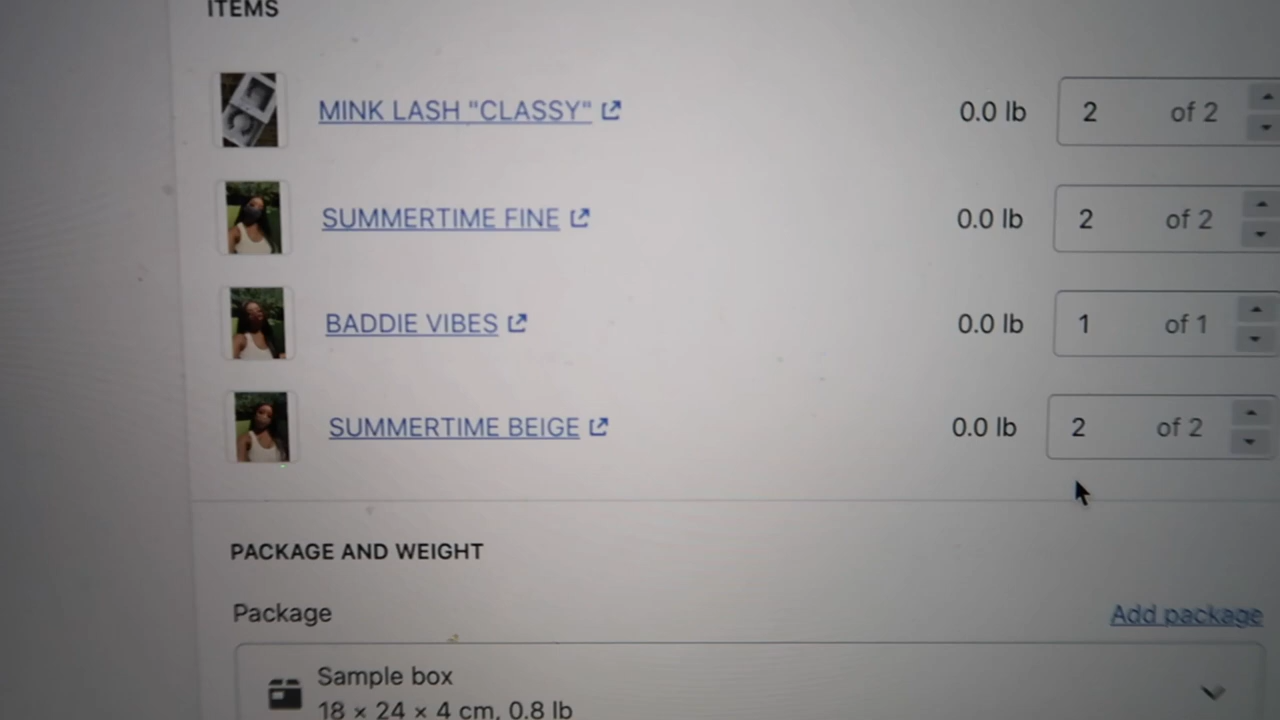 ITEMS
MINK LASH "CLASSY" 0.0 lb 2 of 2
SUMMERTIME FINE 0.0 lb 2 of 2
BADDIE VIBES 0.0 lb 1 of 1
SUMMERTIME BEIGE 0.0 lb 2 of 2
PACKAGE AND WEIGHT
Package Add package
Sample box
18 × 24 × 4 cm, 0.8 lb